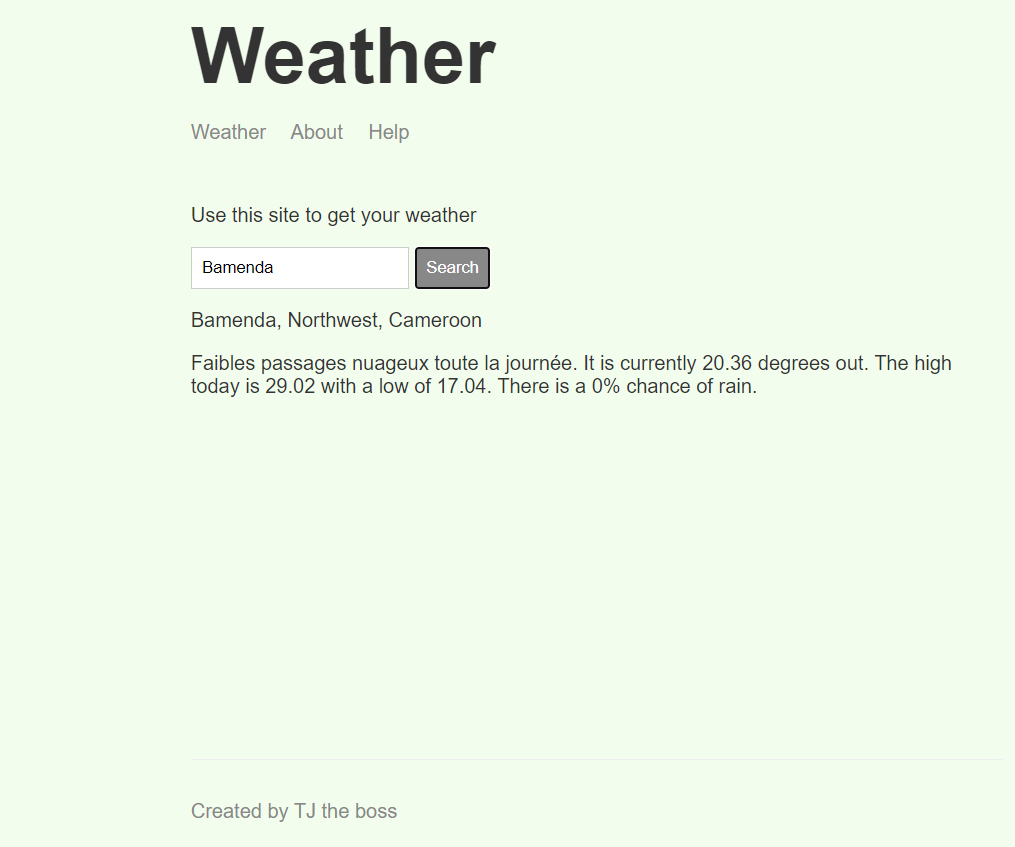 Weather
Weather About Help
Use this site to get your weather
Bamenda Search
Bamenda, Northwest, Cameroon
Faibles passages nuageux toute la journée. It is currently 20.36 degrees out. The high
today is 29.02 with a low of 17.04. There is a 0% chance of rain.
Created by TJ the boss